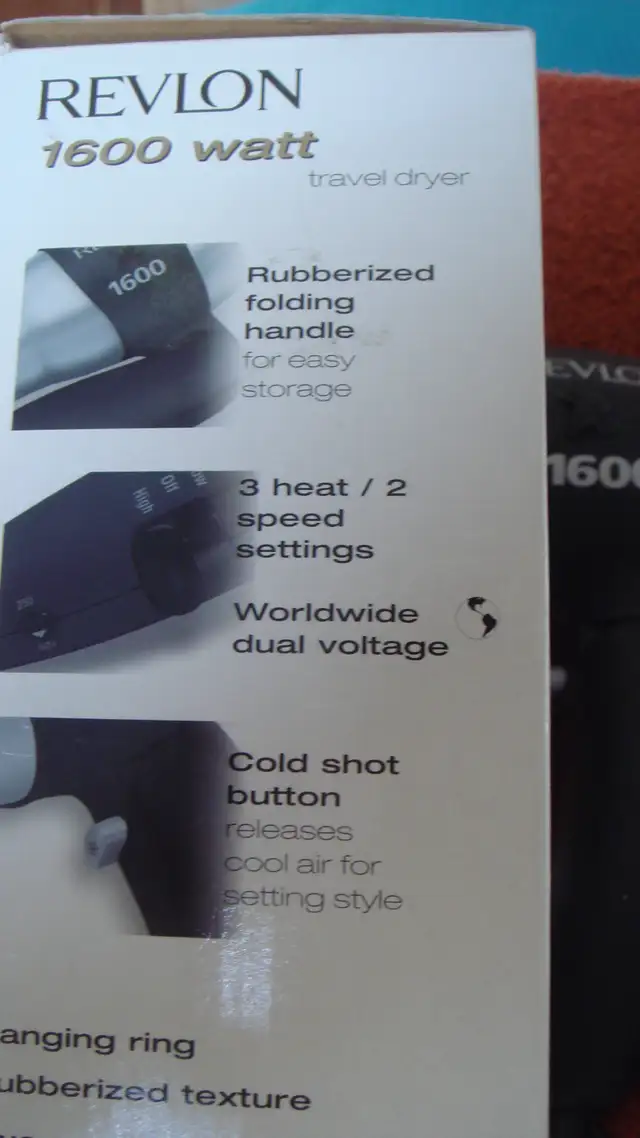 REVLON
1600 watt
travel dryer
1600
Rubberized
folding
handle
for easy
storage
High
Off
3 heat / 2
speed
settings
Worldwide
dual voltage
Cold shot
button
releases
cool air for
setting style
anging ring
ubberized texture
EVLO
1600